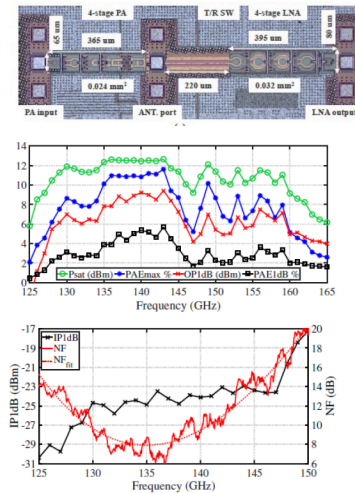 4-stage PA T/R SW 4-stage LNA
65 um 365 um 395 um 80 um
0.024 mm² 220 um 0.032 mm²
PA input ANT. port LNA output
14
12
10
8
6
4
2
0
Psat (dBm) PAEmax % OP1dB (dBm) PAE1dB %
125 130 135 140 145 150 155 160 165
Frequency (GHz)
-17 20
-19 18
-21 16
-23 14
-25 12
-27 10
-29 8
-31 6
IP1dB
NF
NFfit
IP1dB (dBm)
NF (dB)
125 130 135 140 145 150
Frequency (GHz)